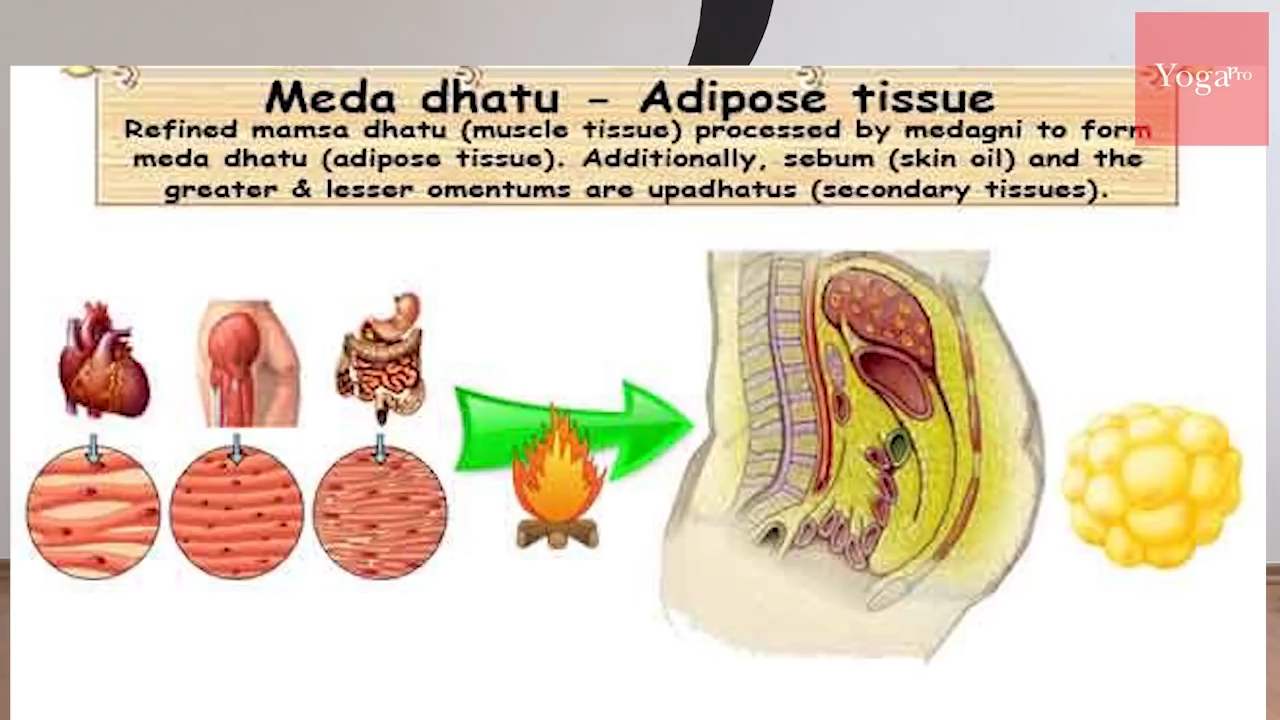 YogaPro
Meda dhatu - Adipose tissue
Refined mamsa dhatu (muscle tissue) processed by medagni to form
meda dhatu (adipose tissue). Additionally, sebum (skin oil) and the
greater & lesser omentums are upadhatus (secondary tissues).